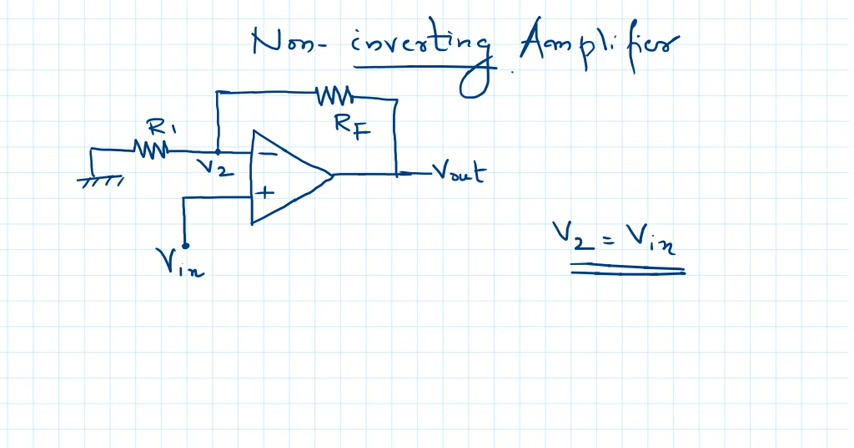 Non-inverting Amplifier
R1
RF
V2
−
+
Vout
Vin
V2 = Vin